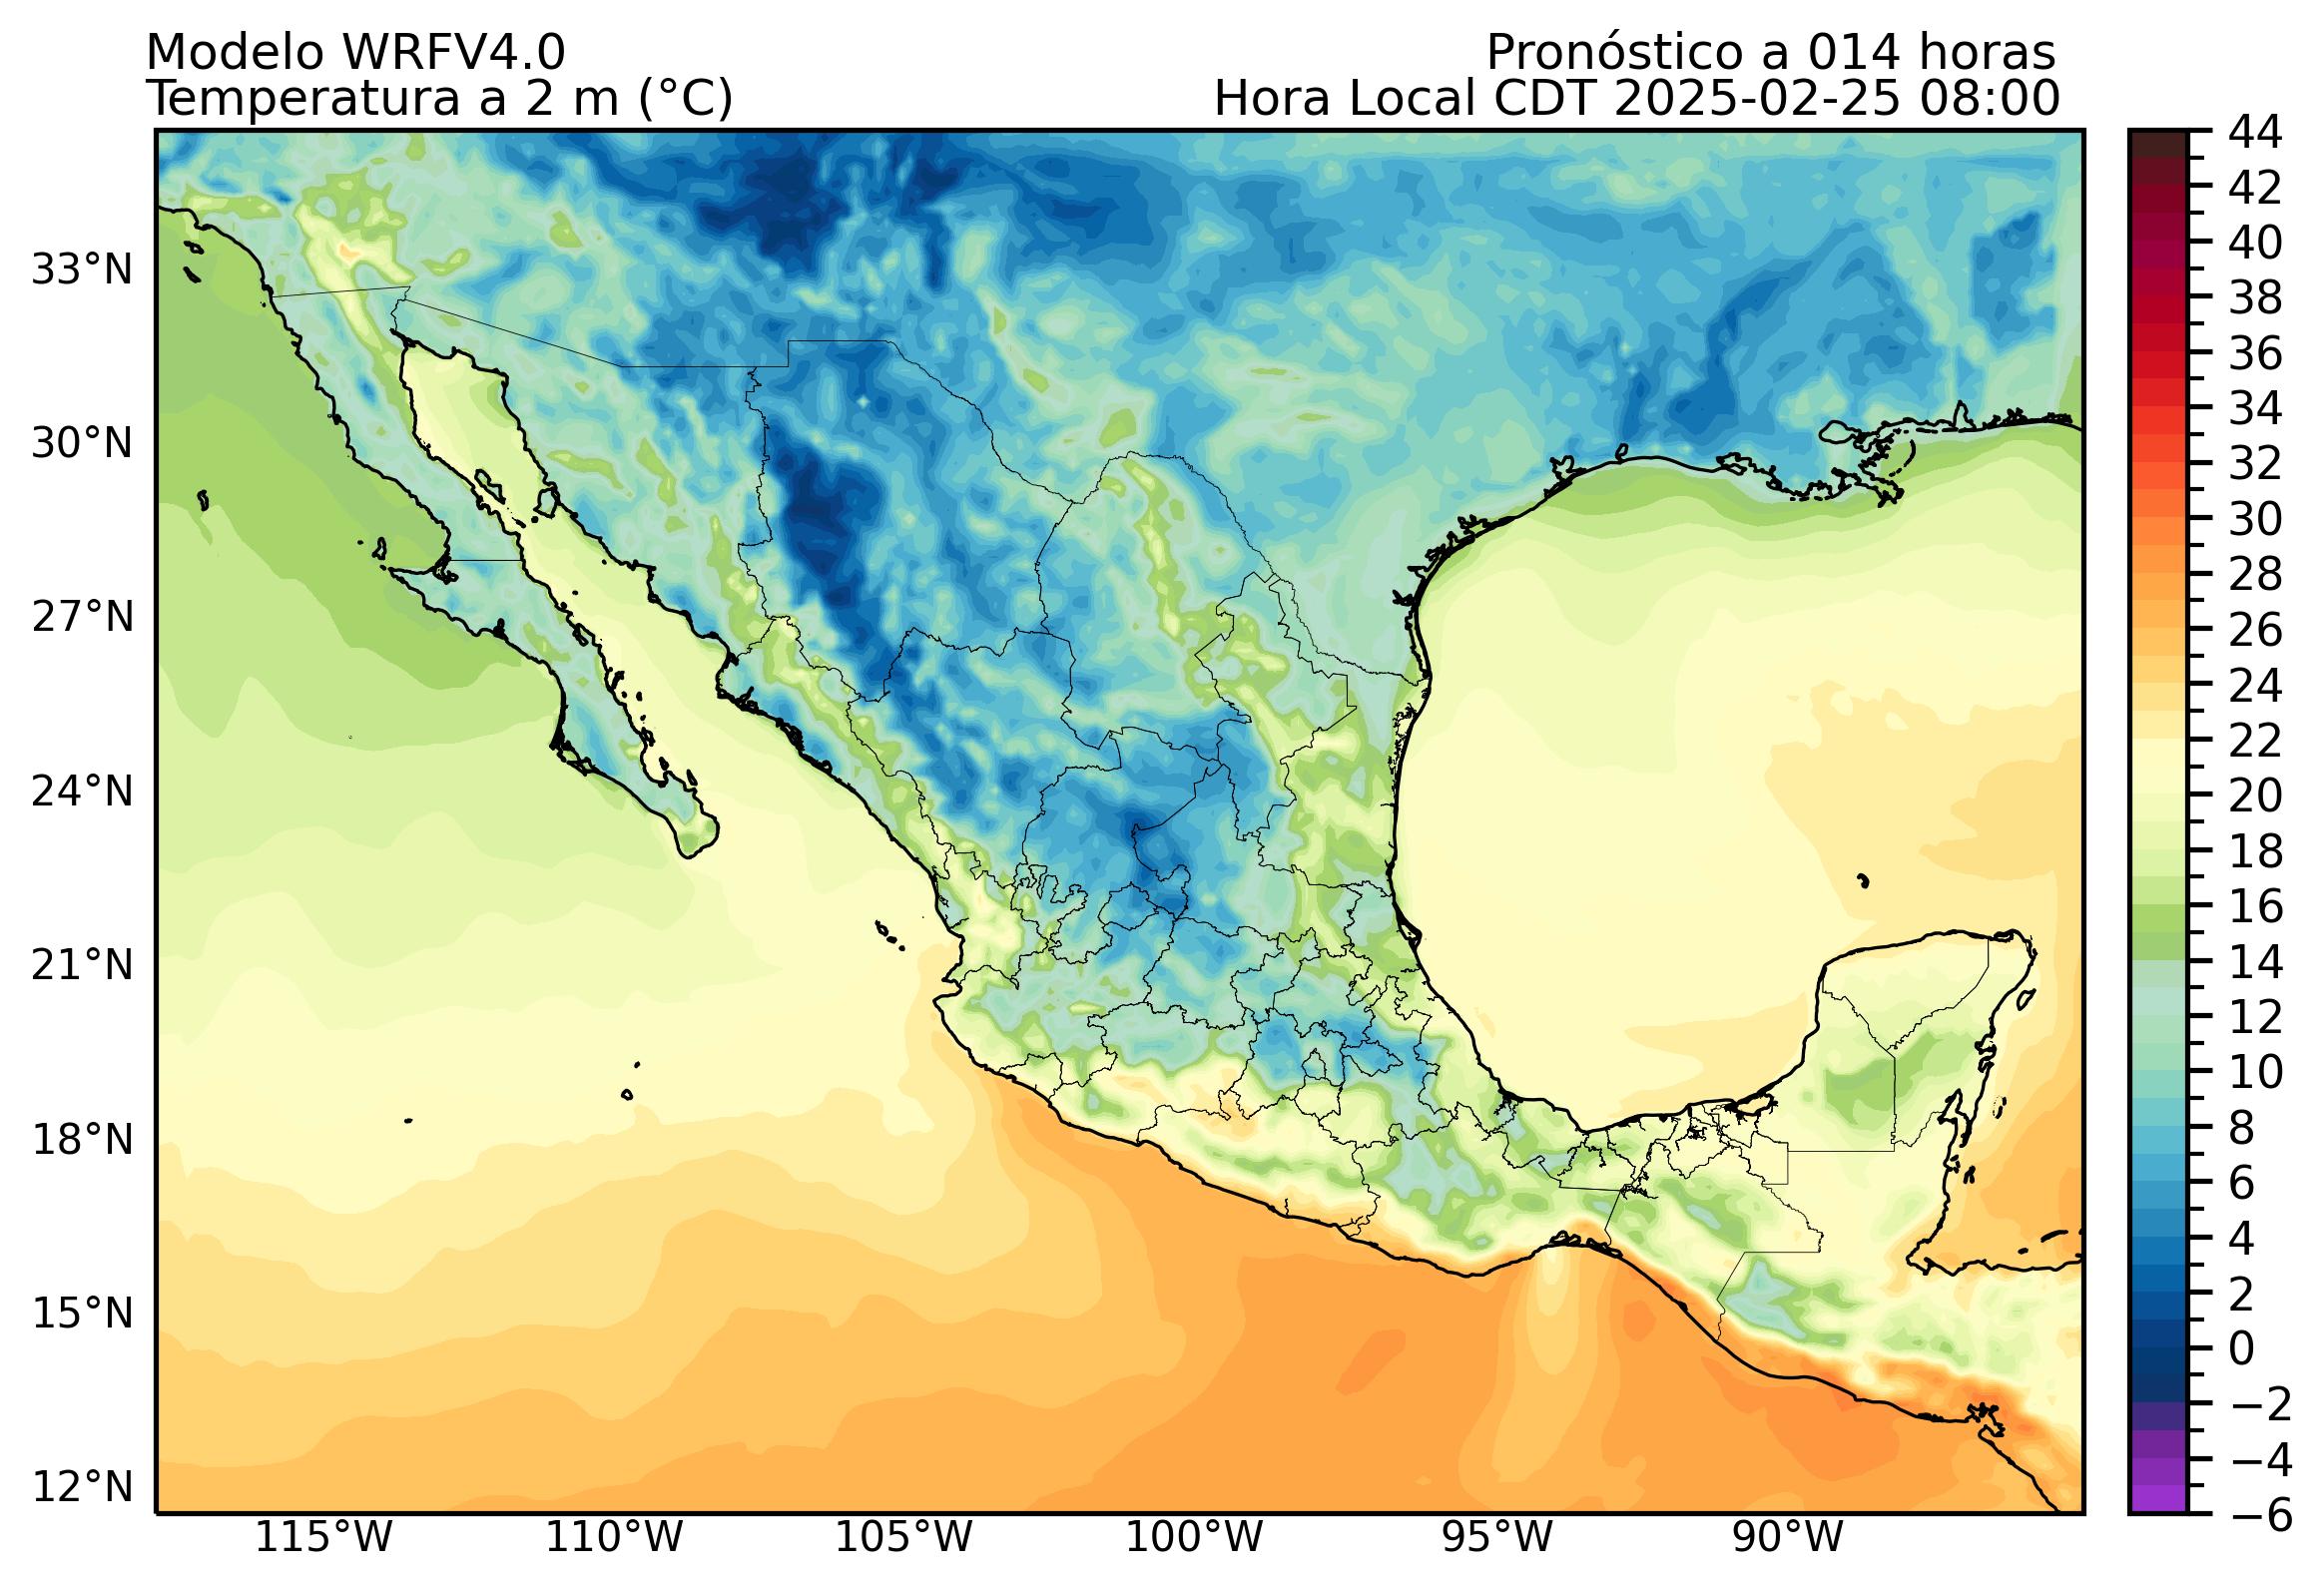 Modelo WRFV4.0
Pronóstico a 014 horas
Temperatura a 2 m (°C)
Hora Local CDT 2025-02-25 08:00
33°N
30°N
27°N
24°N
21°N
18°N
15°N
12°N
115°W
110°W
105°W
100°W
95°W
90°W
44
42
40
38
36
34
32
30
28
26
24
22
20
18
16
14
12
10
8
6
4
2
0
−2
−4
−6